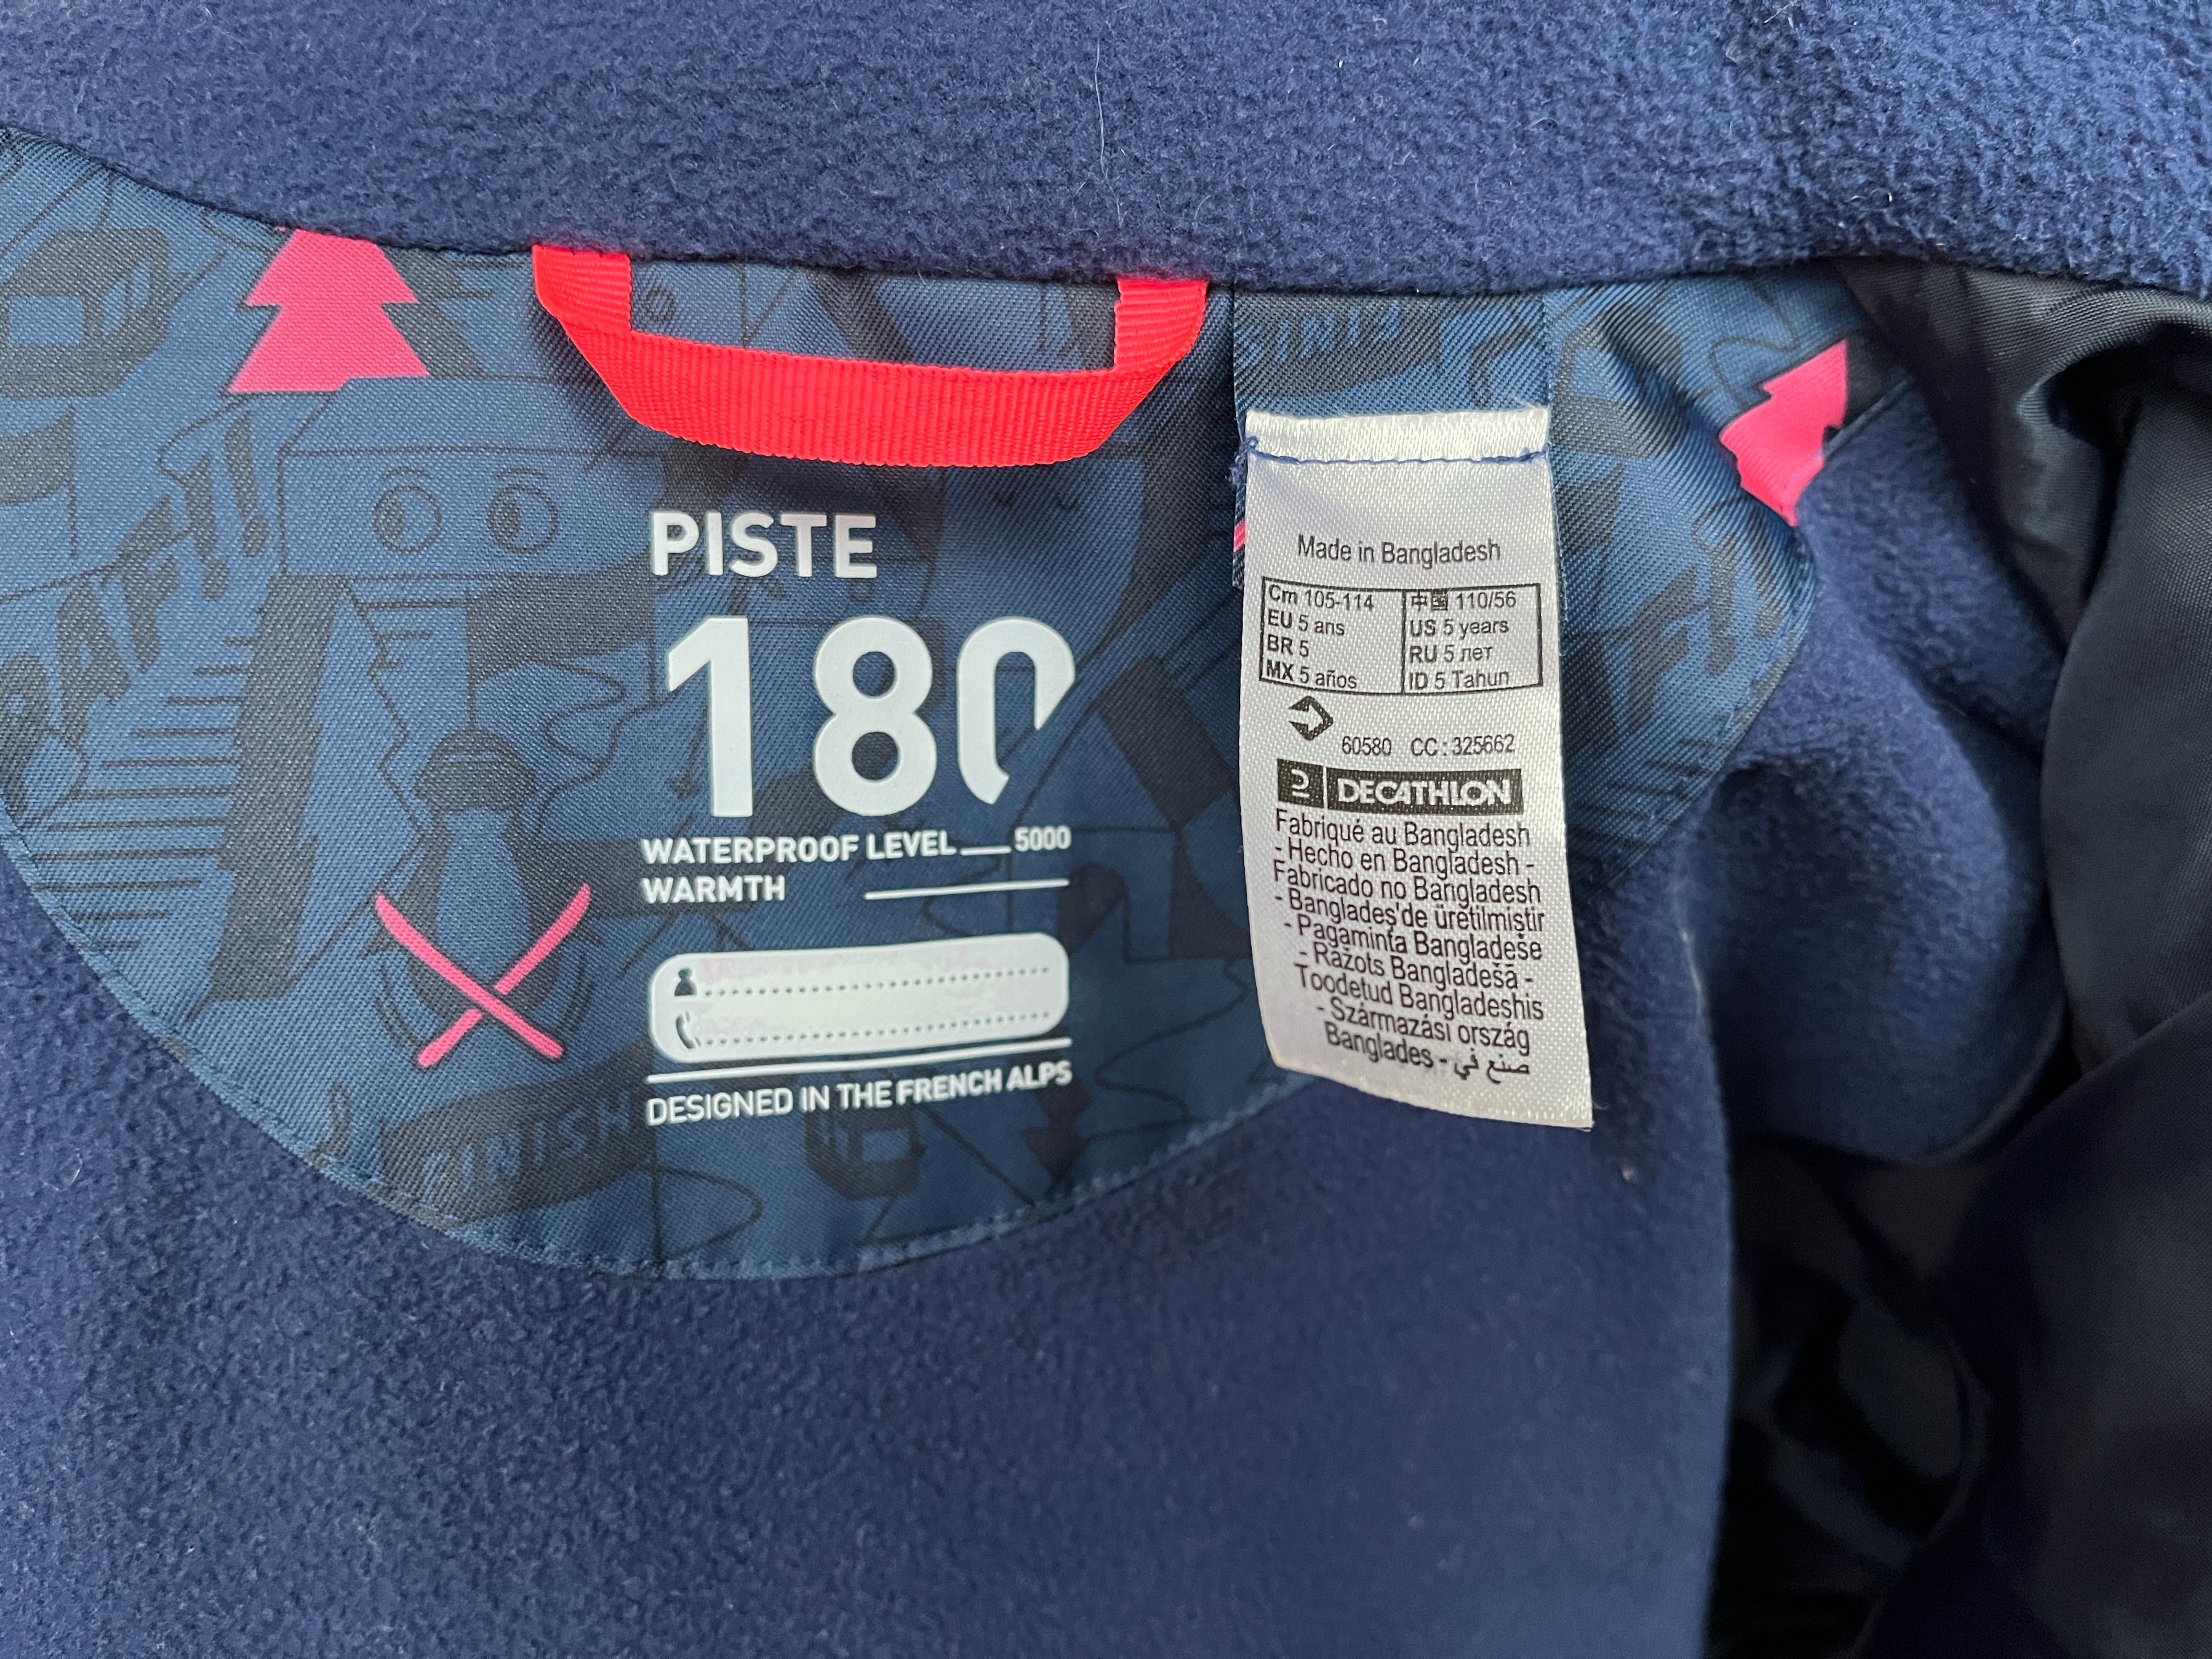 PISTE
180
WATERPROOF LEVEL 5000
WARMTH
DESIGNED IN THE FRENCH ALPS
FINISH
FINISH
Made in Bangladesh
Cm 105-114
EU 5 ans
BR 5
MX 5 años
中国 110/56
US 5 years
RU 5 лет
ID 5 Tahun
60580 CC : 325662
DECATHLON
Fabriqué au Bangladesh
- Hecho en Bangladesh -
Fabricado no Bangladesh
- Bangladeş'de üretilmiştir
- Pagaminta Bangladeše
- Ražots Bangladešā -
Toodetud Bangladeshis
- Származási ország
Banglades - صنع في